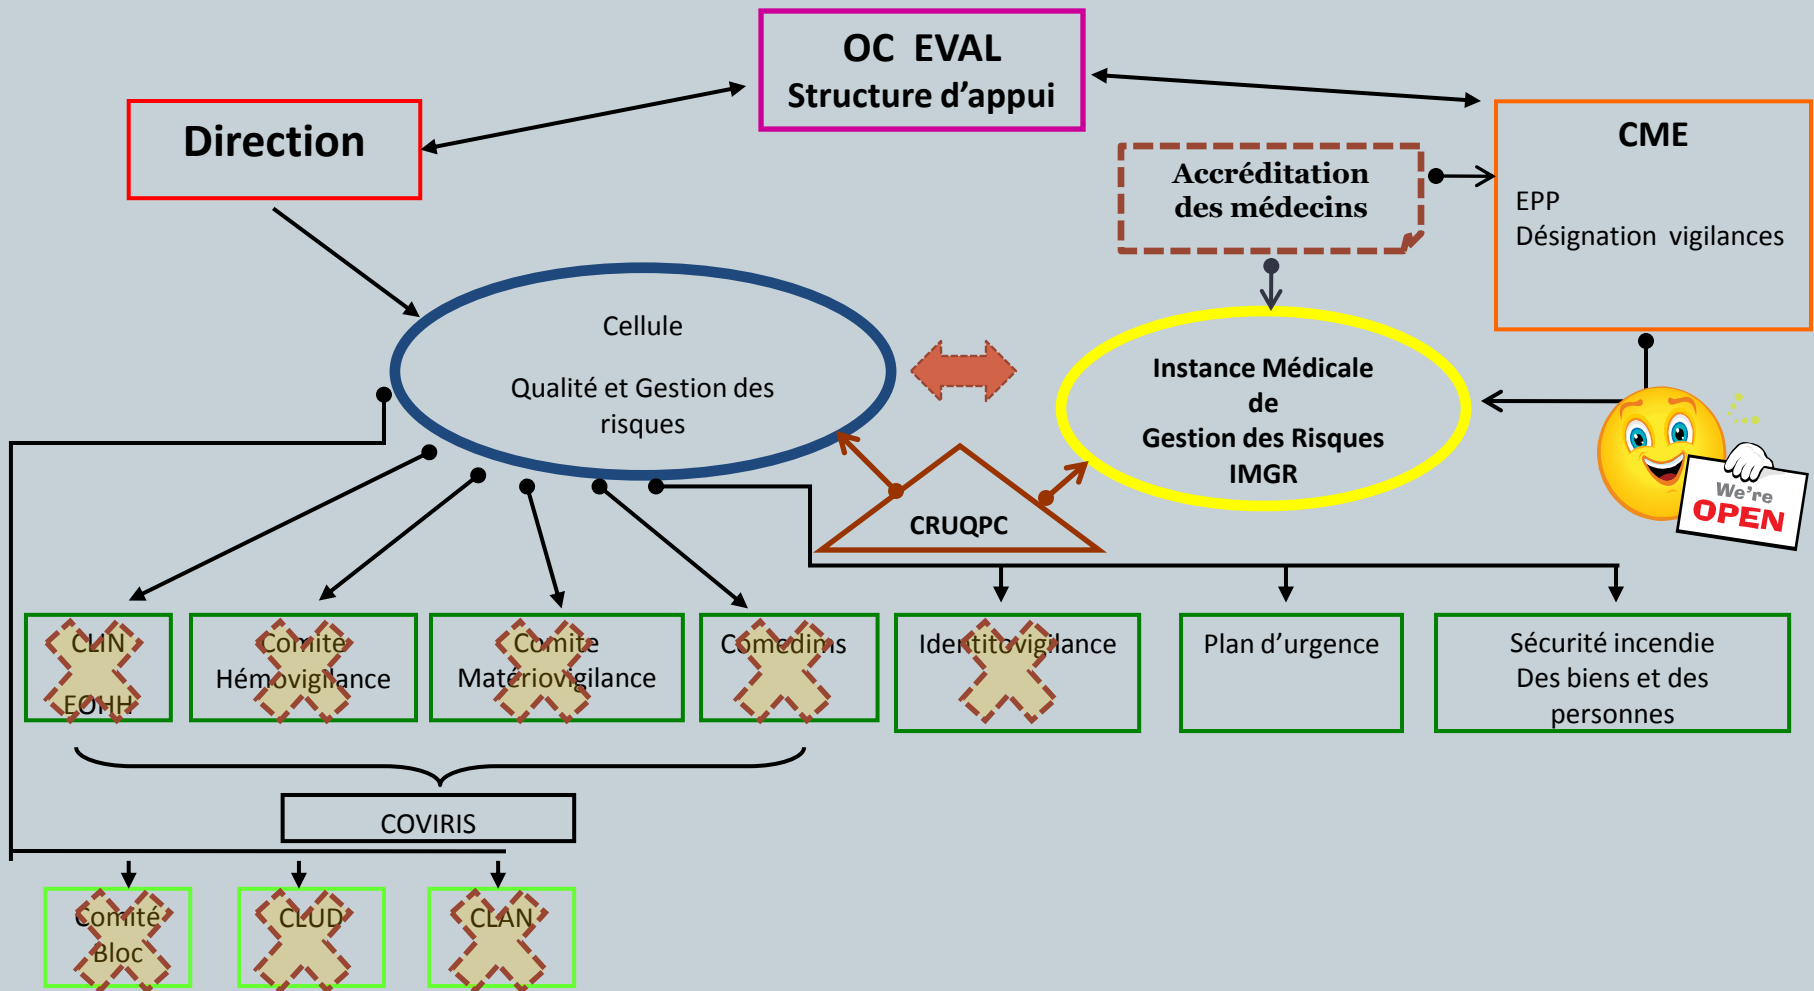 OC EVAL
Structure d'appui
Direction
CME
EPP
Désignation vigilances
Accréditation
des médecins
Cellule
Qualité et Gestion des
risques
Instance Médicale
de
Gestion des Risques
IMGR
We're
OPEN
CRUQPC
CLIN
EOHH
Comité
Hémovigilance
Comite
Matériovigilance
Comedims
Identitovigilance
Plan d'urgence
Sécurité incendie
Des biens et des
personnes
COVIRIS
Comité
Bloc
CLUD
CLAN